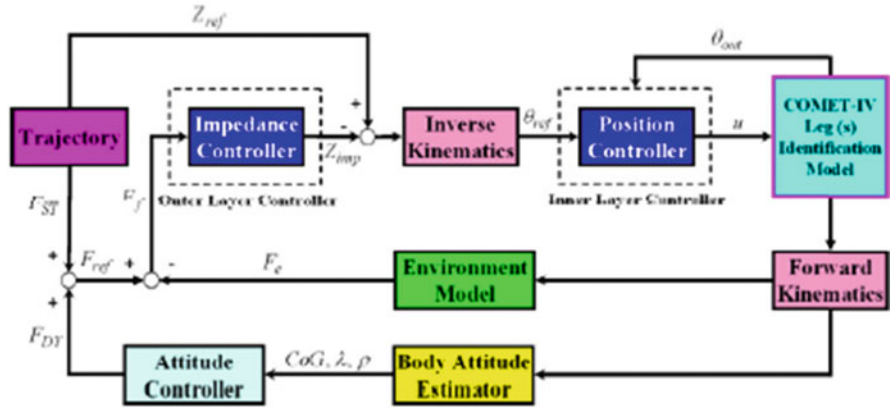 Z_ref
θ_out
Trajectory
+
-
Impedance
Controller
Z_imp
Inverse
Kinematics
θ_ref
Position
Controller
u
COMET-IV
Leg (s)
Identification
Model
F_f
Outer Layer Controller
Inner Layer Controller
F_ST
+
F_ref
+
-
F_e
Environment
Model
Forward
Kinematics
+
F_DY
Attitude
Controller
CoG, λ, ρ
Body Attitude
Estimator